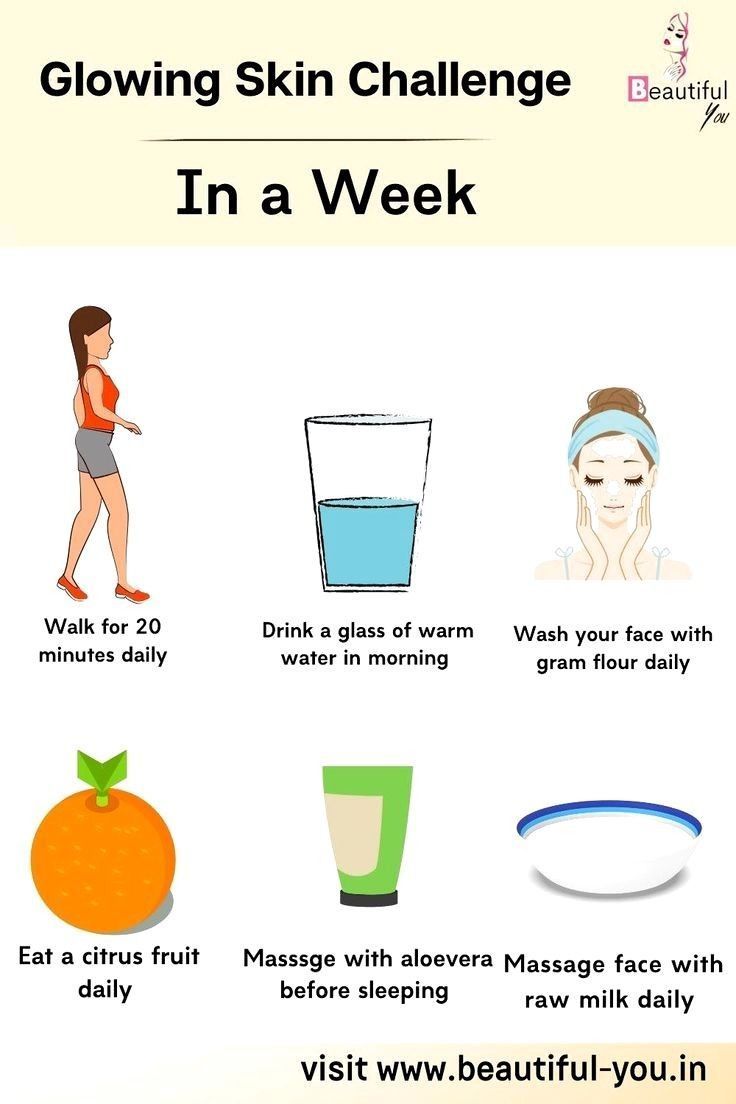 Glowing Skin Challenge
Beautiful
You
In a Week
Walk for 20
minutes daily
Drink a glass of warm
water in morning
Wash your face with
gram flour daily
Eat a citrus fruit
daily
Masssge with aloevera
before sleeping
Massage face with
raw milk daily
visit www.beautiful-you.in